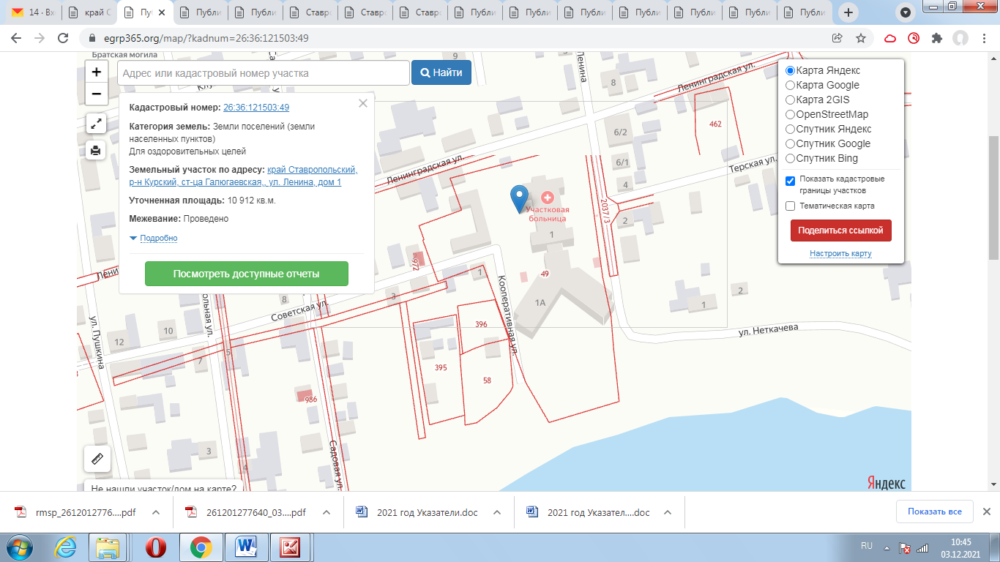 14 · Вх
край С
Пу
Публи
Публи
Ставро
Ставро
Ставро
Публи
Публи
Публи
Публи
Публи
Публи
Публи
egrp365.org/map/?kadnum=26:36:121503:49
Братская могила
+
−
Адрес или кадастровый номер участка
Найти
Кадастровый номер: 26:36:121503:49
Категория земель: Земли поселений (земли
населенных пунктов)
Для оздоровительных целей
Земельный участок по адресу: край Ставропольский,
р-н Курский, ст-ца Галюгаевская,, ул. Ленина, дом 1
Уточненная площадь: 10 912 кв.м.
Межевание: Проведено
Подробно
Посмотреть доступные отчеты
Карта Яндекс
Карта Google
Карта 2GIS
OpenStreetMap
Спутник Яндекс
Спутник Google
Спутник Bing
Показать кадастровые
границы участков
Тематическая карта
Поделиться ссылкой
Настроить карту
9
Ленина
8
Ленинградская ул.
462
6/2
6/1
4
Терская ул.
Ленинградская ул.
Участковая
больница
1
2037/3
2
972
1
49
Кооперативная ул.
1А
3
8
Советская ул.
396
395
58
10
12
7
5
ул. Пушкина
986
Садовая ул.
3
4
1
2
ул. Неткачева
Не нашли участок/дом на карте?
Яндекс
rmsp_2612012776....pdf
261201277640_03....pdf
2021 год Указатели.doc
2021 год Указател....doc
Показать все
RU
10:45
03.12.2021